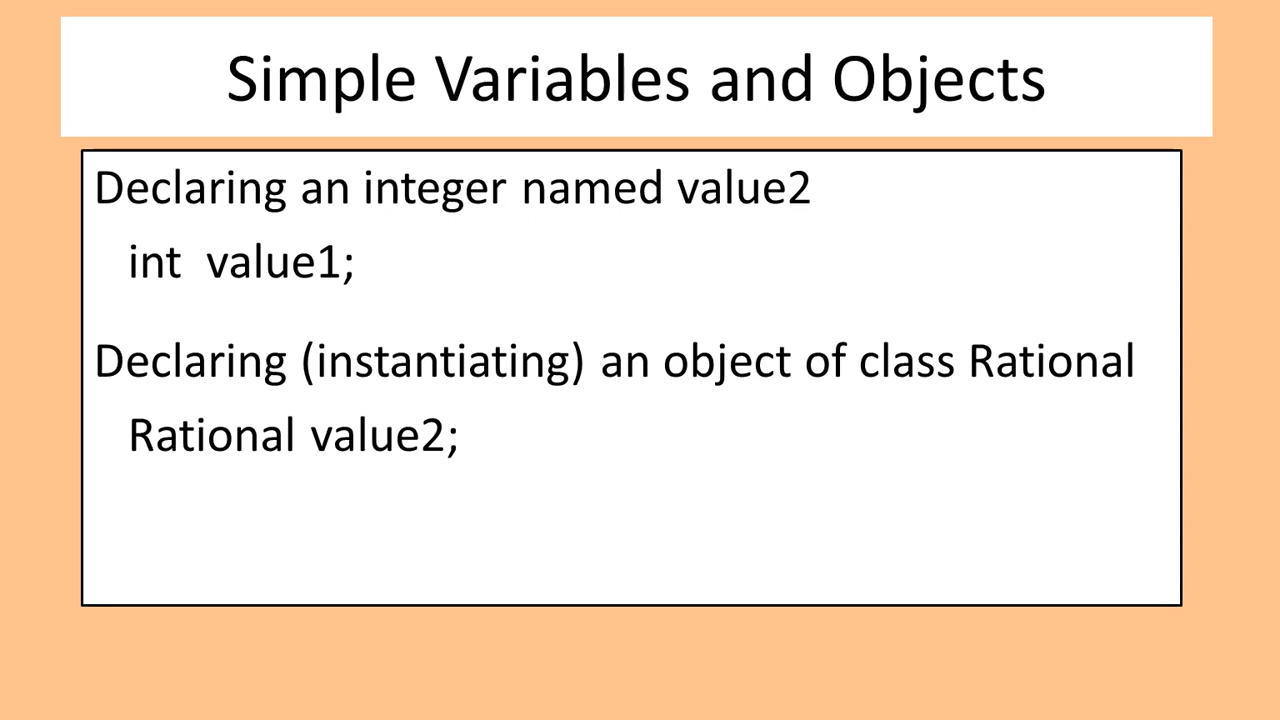 Simple Variables and Objects
Declaring an integer named value2
int value1;
Declaring (instantiating) an object of class Rational
Rational value2;